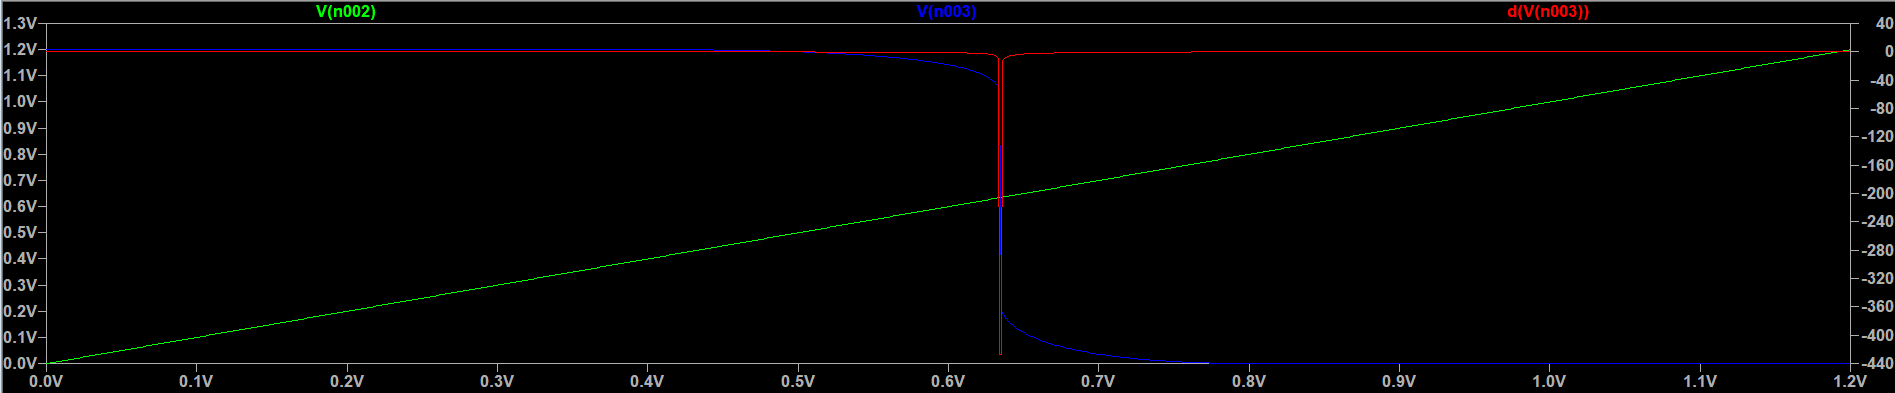 V(n002) V(n003) d(V(n003))
1.3V 40
1.2V 0
1.1V -40
1.0V -80
0.9V -120
0.8V -160
0.7V -200
0.6V -240
0.5V -280
0.4V -320
0.3V -360
0.2V -400
0.1V -440
0.0V
0.0V 0.1V 0.2V 0.3V 0.4V 0.5V 0.6V 0.7V 0.8V 0.9V 1.0V 1.1V 1.2V